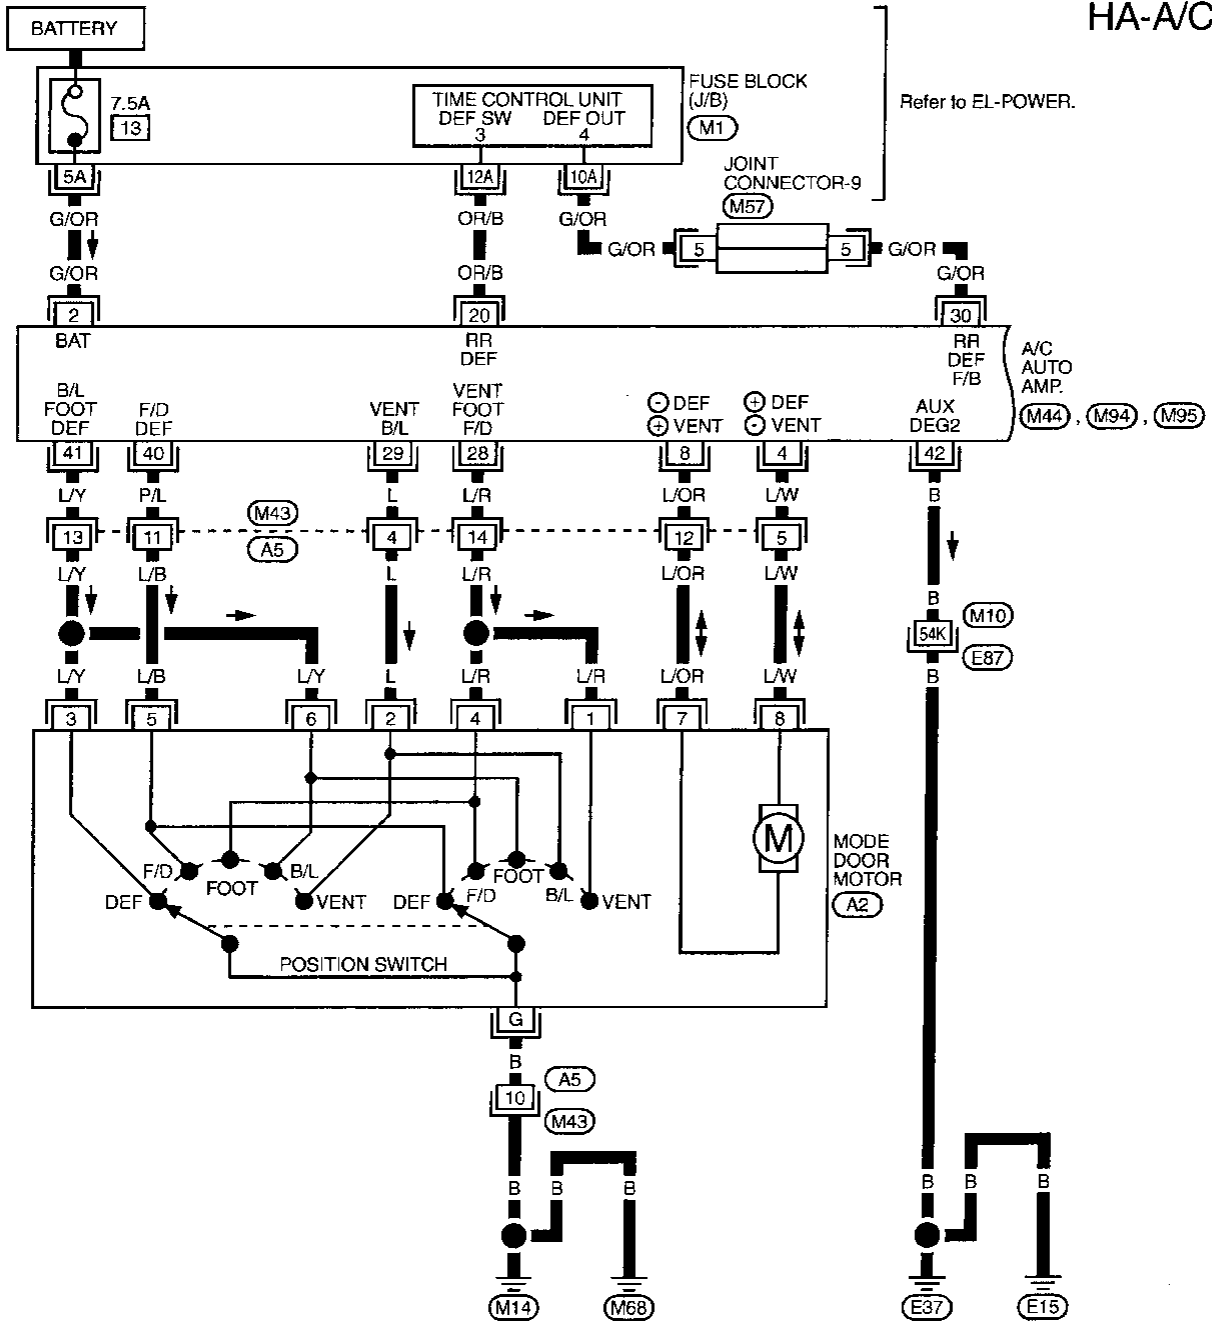 HA-A/C
BATTERY
7.5A
13
TIME CONTROL UNIT
DEF SW DEF OUT
3 4
FUSE BLOCK
(J/B)
M1
Refer to EL-POWER.
5A 12A 10A
JOINT
CONNECTOR-9
M57
G/OR OR/B G/OR
G/OR 5 5 G/OR
G/OR OR/B G/OR
2 20 30
BAT
RR
DEF
RR
DEF
F/B
A/C
AUTO
AMP.
M44 , M94 , M95
B/L
FOOT
DEF
F/D
DEF
VENT
B/L
VENT
FOOT
F/D
- DEF
+ VENT
+ DEF
- VENT
AUX
DEG2
41 40 29 28 8 4 42
L/Y P/L L L/R L/OR L/W B
M43
13 11 4 14 12 5
A5
L/Y L/B L L/R L/OR L/W
B
M10
54K
E87
B
L/Y L/B L/Y L L/R L/R L/OR L/W
3 5 6 2 4 1 7 8
M
MODE
DOOR
MOTOR
A2
F/D FOOT B/L
DEF VENT
F/D FOOT B/L
DEF VENT
POSITION SWITCH
G
B
A5
10
M43
B B B B B B
M14 M68 E37 E15